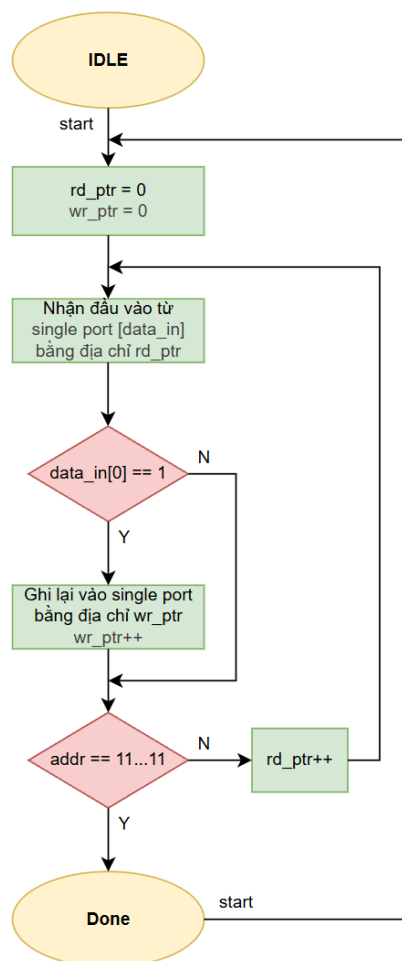 IDLE
start
rd_ptr = 0
wr_ptr = 0
Nhận đầu vào từ
single port [data_in]
bằng địa chỉ rd_ptr
data_in[0] == 1
N
Y
Ghi lại vào single port
bằng địa chỉ wr_ptr
wr_ptr++
addr == 11...11
N
rd_ptr++
Y
Done
start